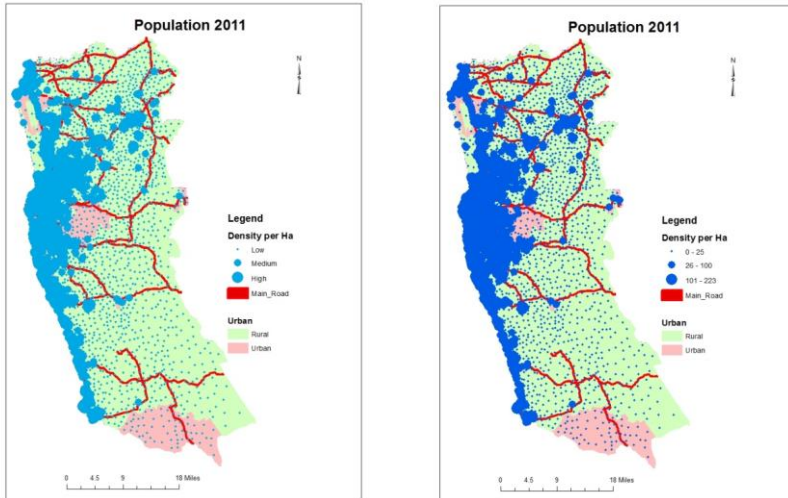 Population 2011
N
Legend
Density per Ha
Low
Medium
High
Main_Road
Urban
Rural
Urban
0 4.5 9 18 Miles
Population 2011
N
Legend
Density per Ha
0 - 25
26 - 100
101 - 223
Main_Road
Urban
Rural
Urban
0 4.5 9 18 Miles